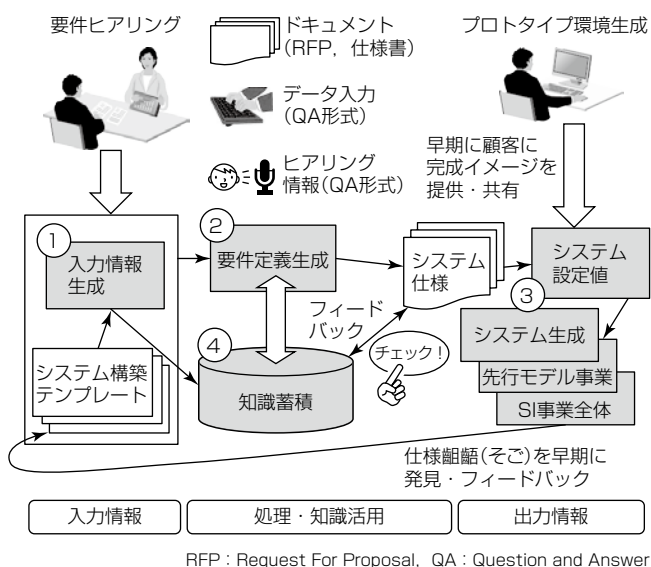 要件ヒアリング
ドキュメント
(RFP，仕様書)
プロトタイプ環境生成
データ入力
(QA形式)
ヒアリング
情報(QA形式)
早期に顧客に
完成イメージを
提供・共有
①
入力情報
生成
②
要件定義生成
システム
仕様
システム
設定値
③
システム生成
先行モデル事業
SI事業全体
フィード
バック
チェック！
④
知識蓄積
システム構築
テンプレート
仕様齟齬(そご)を早期に
発見・フィードバック
入力情報
処理・知識活用
出力情報
RFP：Request For Proposal，QA：Question and Answer